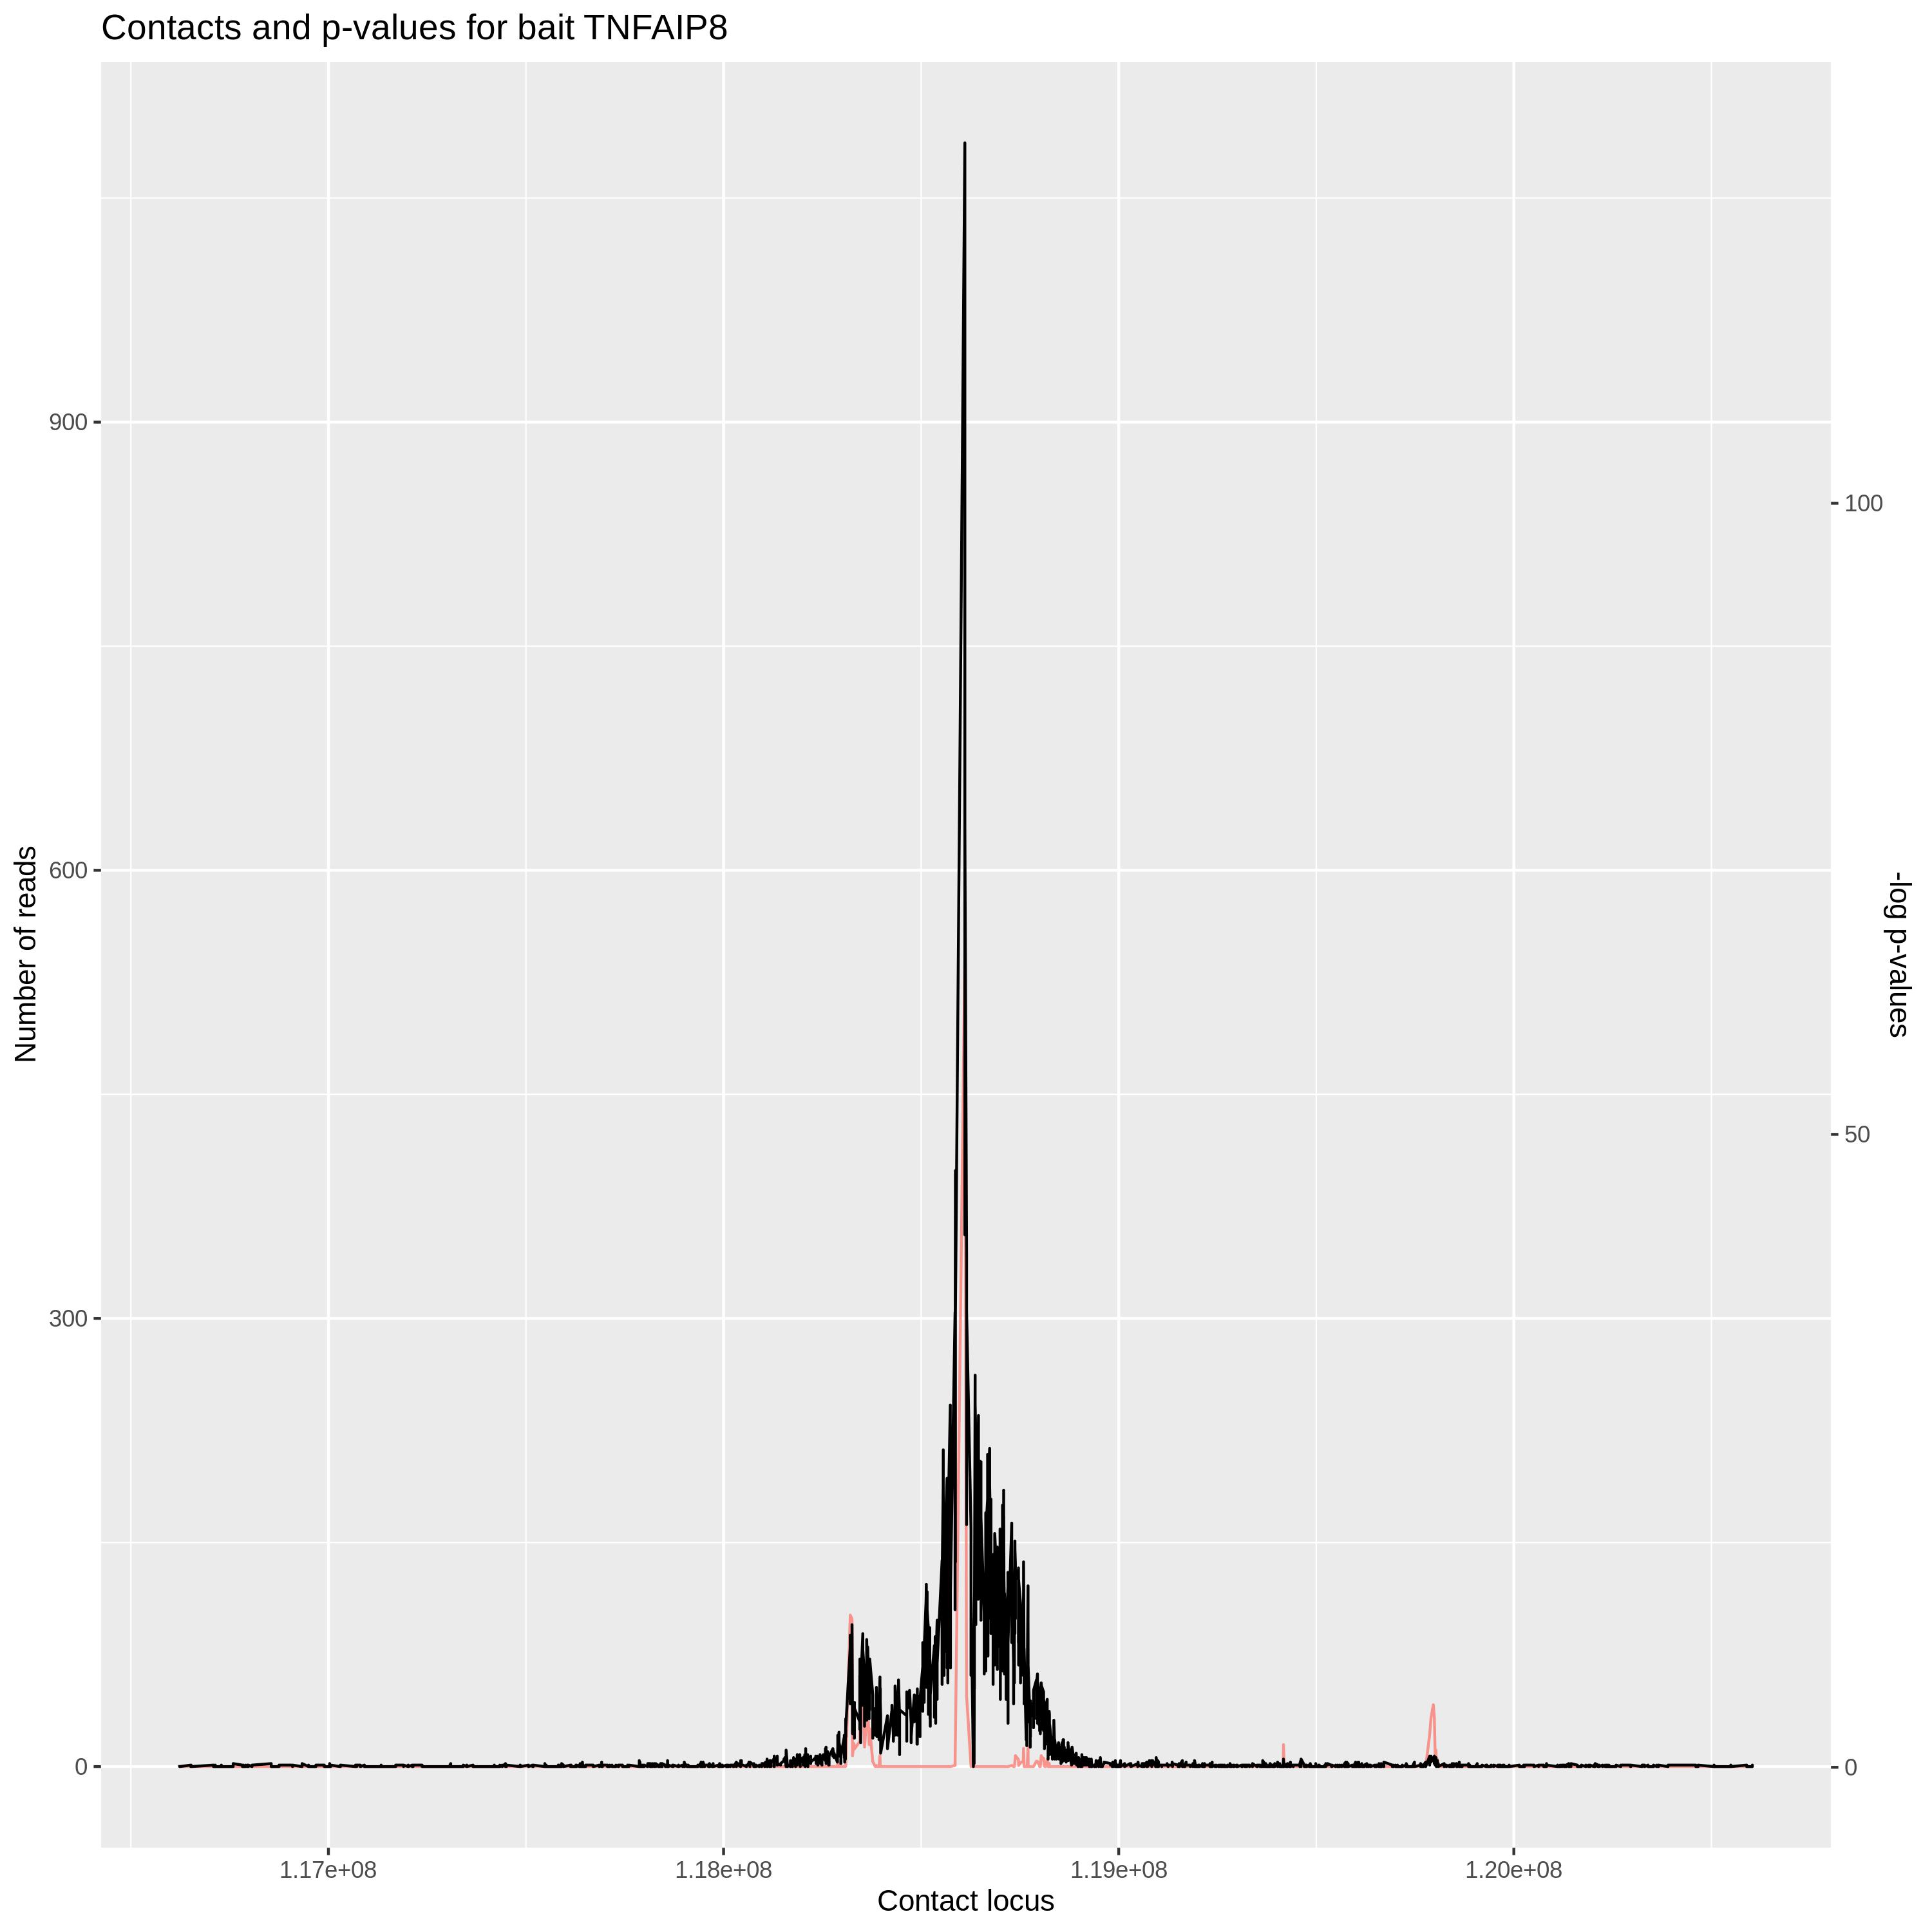 Contacts and p-values for bait TNFAIP8
Number of reads
900
600
300
0
100
50
0
-log p-values
1.17e+08
1.18e+08
1.19e+08
1.20e+08
Contact locus